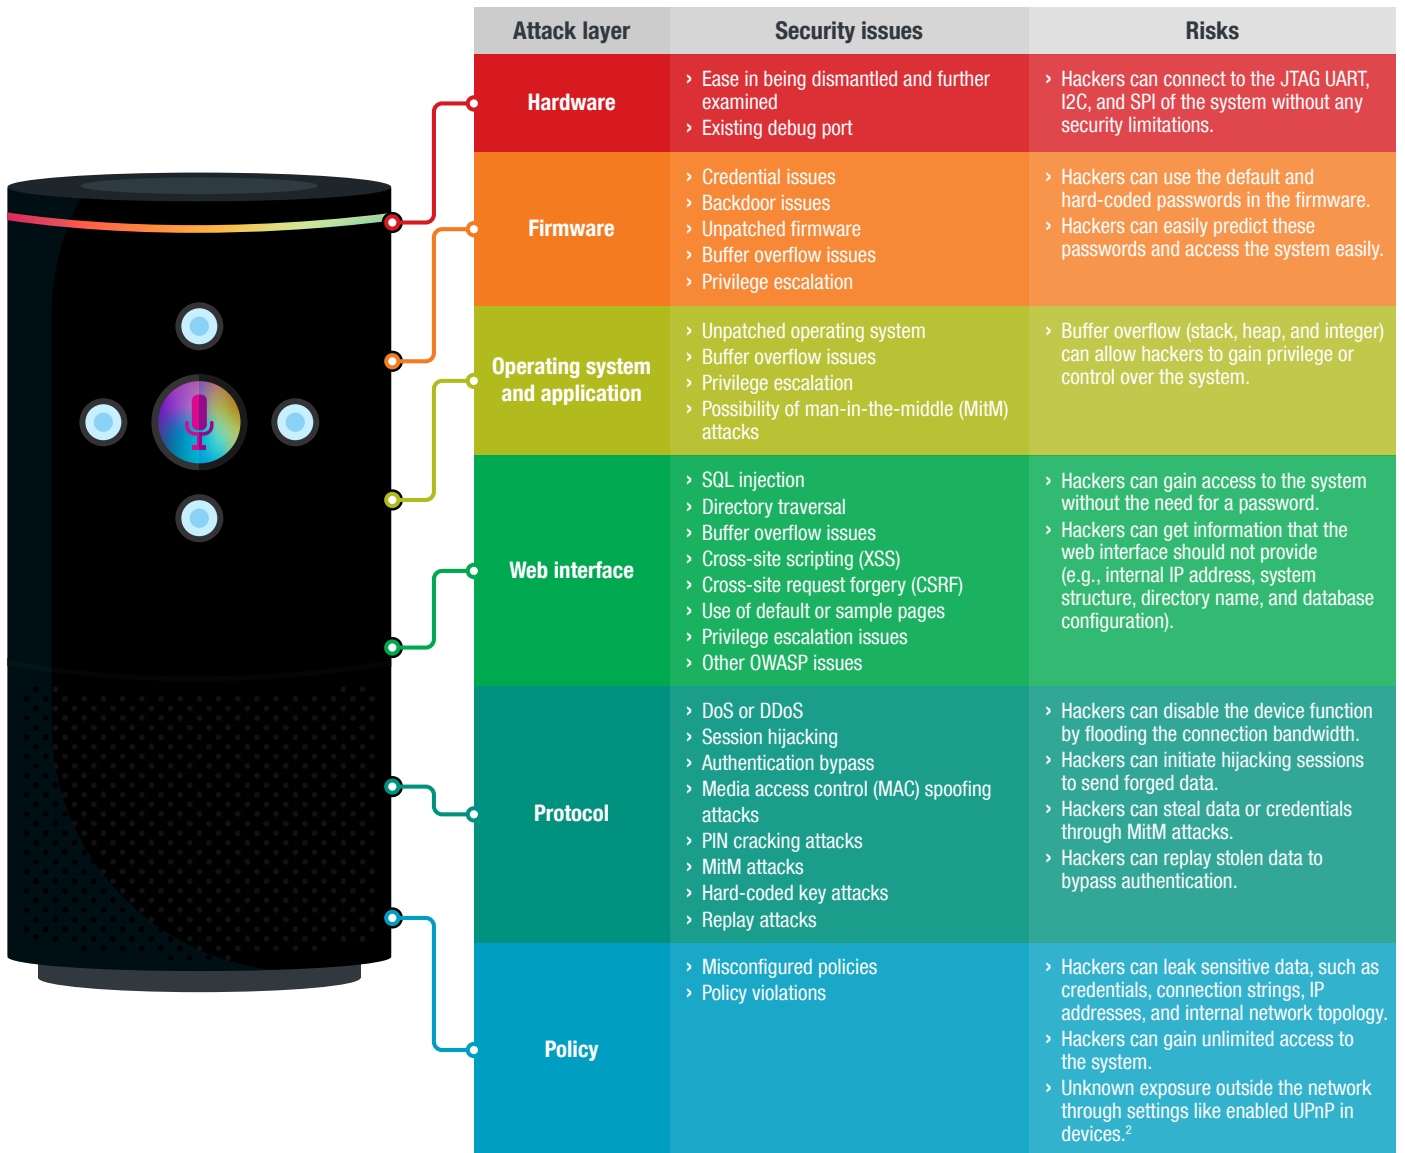 Attack layer
Security issues
Risks
Hardware
› Ease in being dismantled and further
examined
› Existing debug port
› Hackers can connect to the JTAG UART,
I2C, and SPI of the system without any
security limitations.
Firmware
› Credential issues
› Backdoor issues
› Unpatched firmware
› Buffer overflow issues
› Privilege escalation
› Hackers can use the default and
hard-coded passwords in the firmware.
› Hackers can easily predict these
passwords and access the system easily.
Operating system
and application
› Unpatched operating system
› Buffer overflow issues
› Privilege escalation
› Possibility of man-in-the-middle (MitM)
attacks
› Buffer overflow (stack, heap, and integer)
can allow hackers to gain privilege or
control over the system.
Web interface
› SQL injection
› Directory traversal
› Buffer overflow issues
› Cross-site scripting (XSS)
› Cross-site request forgery (CSRF)
› Use of default or sample pages
› Privilege escalation issues
› Other OWASP issues
› Hackers can gain access to the system
without the need for a password.
› Hackers can get information that the
web interface should not provide
(e.g., internal IP address, system
structure, directory name, and database
configuration).
Protocol
› DoS or DDoS
› Session hijacking
› Authentication bypass
› Media access control (MAC) spoofing
attacks
› PIN cracking attacks
› MitM attacks
› Hard-coded key attacks
› Replay attacks
› Hackers can disable the device function
by flooding the connection bandwidth.
› Hackers can initiate hijacking sessions
to send forged data.
› Hackers can steal data or credentials
through MitM attacks.
› Hackers can replay stolen data to
bypass authentication.
Policy
› Misconfigured policies
› Policy violations
› Hackers can leak sensitive data, such as
credentials, connection strings, IP
addresses, and internal network topology.
› Hackers can gain unlimited access to
the system.
› Unknown exposure outside the network
through settings like enabled UPnP in
devices.²